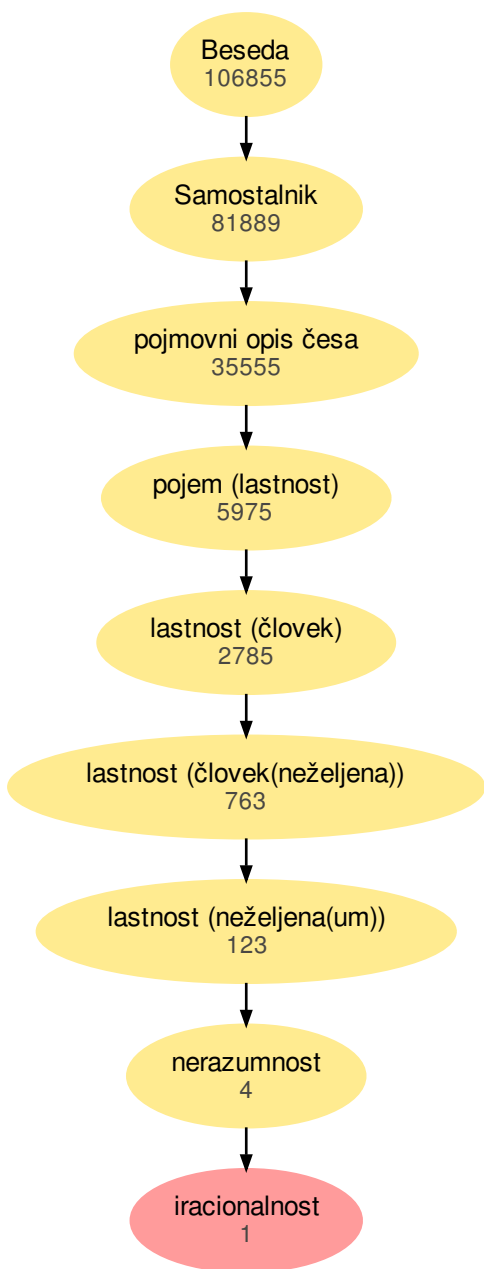 Beseda
106855
Samostalnik
81889
pojmovni opis česa
35555
pojem (lastnost)
5975
lastnost (človek)
2785
lastnost (človek(neželjena))
763
lastnost (neželjena(um))
123
nerazumnost
4
iracionalnost
1